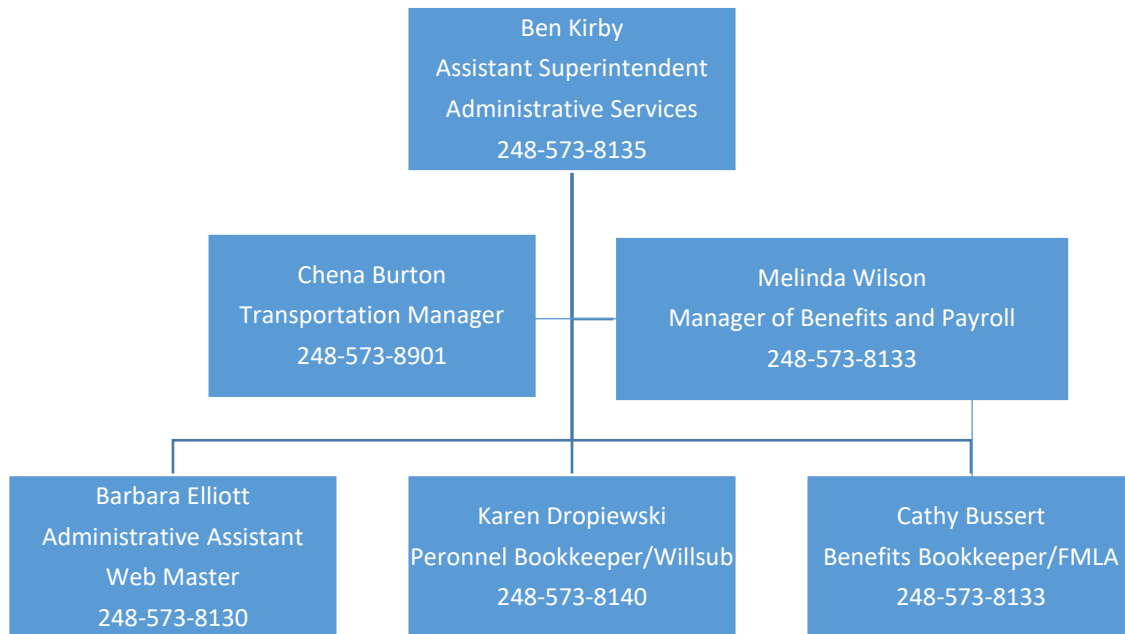 Ben Kirby
Assistant Superintendent
Administrative Services
248-573-8135
Chena Burton
Transportation Manager
248-573-8901
Melinda Wilson
Manager of Benefits and Payroll
248-573-8133
Barbara Elliott
Administrative Assistant
Web Master
248-573-8130
Karen Dropiewski
Peronnel Bookkeeper/Willsub
248-573-8140
Cathy Bussert
Benefits Bookkeeper/FMLA
248-573-8133